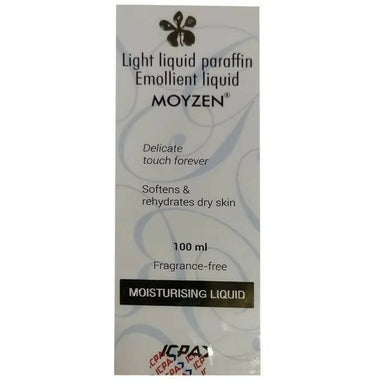 Light liquid paraffin
Emollient liquid
MOYZEN®
Delicate
touch forever
Softens &
rehydrates dry skin
100 ml
Fragrance-free
MOISTURISING LIQUID
ICPA